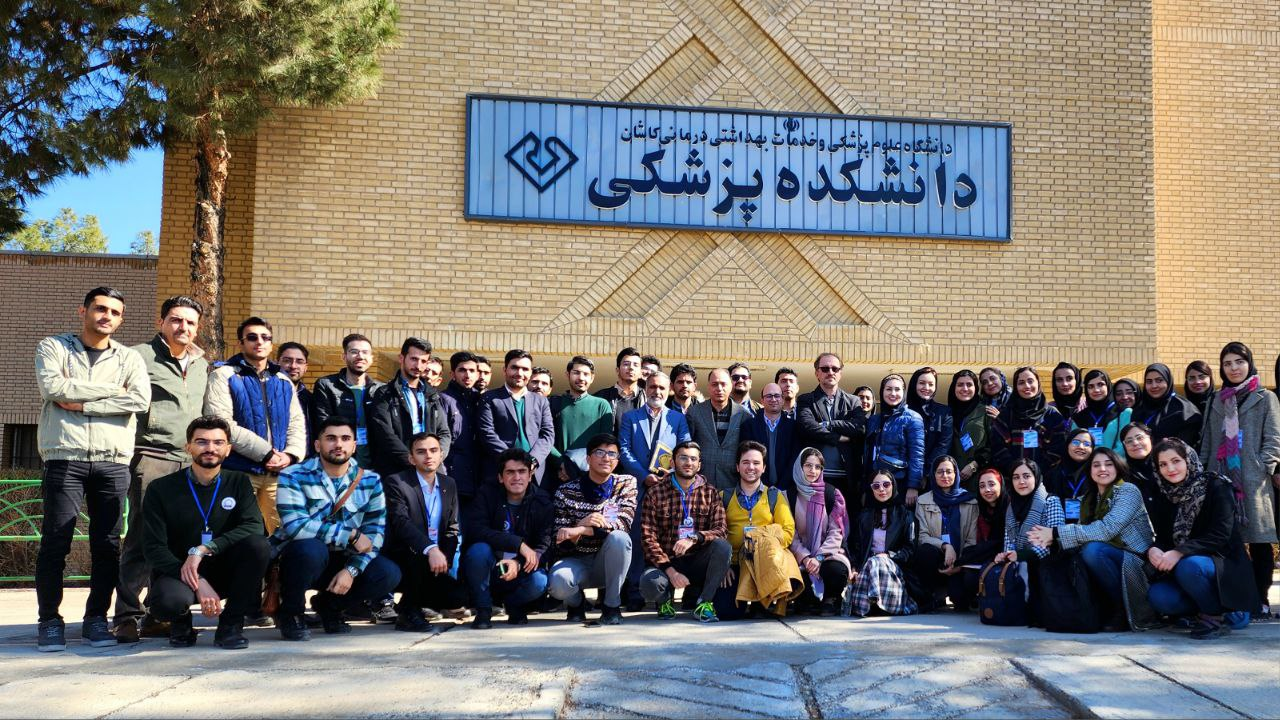 دانشگاه علوم پزشکی و خدمات بهداشتی درمانی کاشان
دانشکده پزشکی